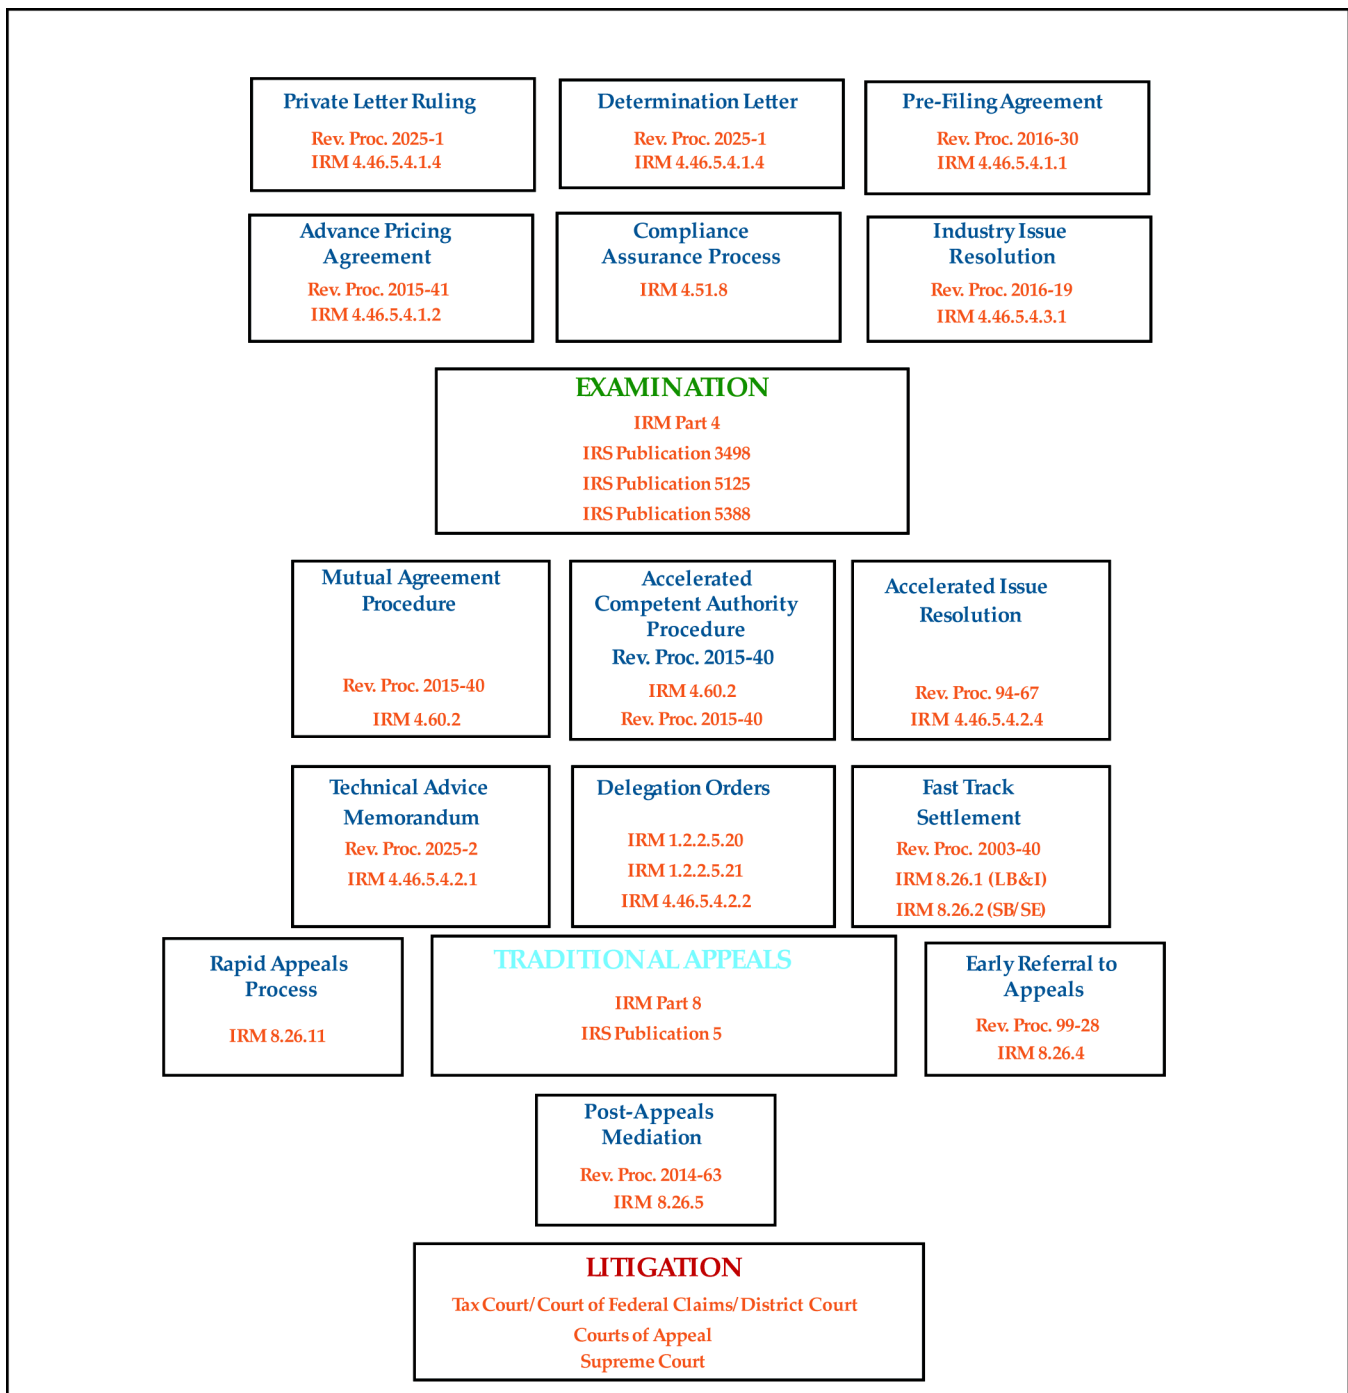 Private Letter Ruling
Rev. Proc. 2025-1
IRM 4.46.5.4.1.4
Determination Letter
Rev. Proc. 2025-1
IRM 4.46.5.4.1.4
Pre-Filing Agreement
Rev. Proc. 2016-30
IRM 4.46.5.4.1.1
Advance Pricing
Agreement
Rev. Proc. 2015-41
IRM 4.46.5.4.1.2
Compliance
Assurance Process
IRM 4.51.8
Industry Issue
Resolution
Rev. Proc. 2016-19
IRM 4.46.5.4.3.1
EXAMINATION
IRM Part 4
IRS Publication 3498
IRS Publication 5125
IRS Publication 5388
Mutual Agreement
Procedure
Rev. Proc. 2015-40
IRM 4.60.2
Accelerated
Competent Authority
Procedure
Rev. Proc. 2015-40
IRM 4.60.2
Rev. Proc. 2015-40
Accelerated Issue
Resolution
Rev. Proc. 94-67
IRM 4.46.5.4.2.4
Technical Advice
Memorandum
Rev. Proc. 2025-2
IRM 4.46.5.4.2.1
Delegation Orders
IRM 1.2.2.5.20
IRM 1.2.2.5.21
IRM 4.46.5.4.2.2
Fast Track
Settlement
Rev. Proc. 2003-40
IRM 8.26.1 (LB&I)
IRM 8.26.2 (SB/SE)
Rapid Appeals
Process
IRM 8.26.11
TRADITIONAL APPEALS
IRM Part 8
IRS Publication 5
Early Referral to
Appeals
Rev. Proc. 99-28
IRM 8.26.4
Post-Appeals
Mediation
Rev. Proc. 2014-63
IRM 8.26.5
LITIGATION
Tax Court/Court of Federal Claims/District Court
Courts of Appeal
Supreme Court